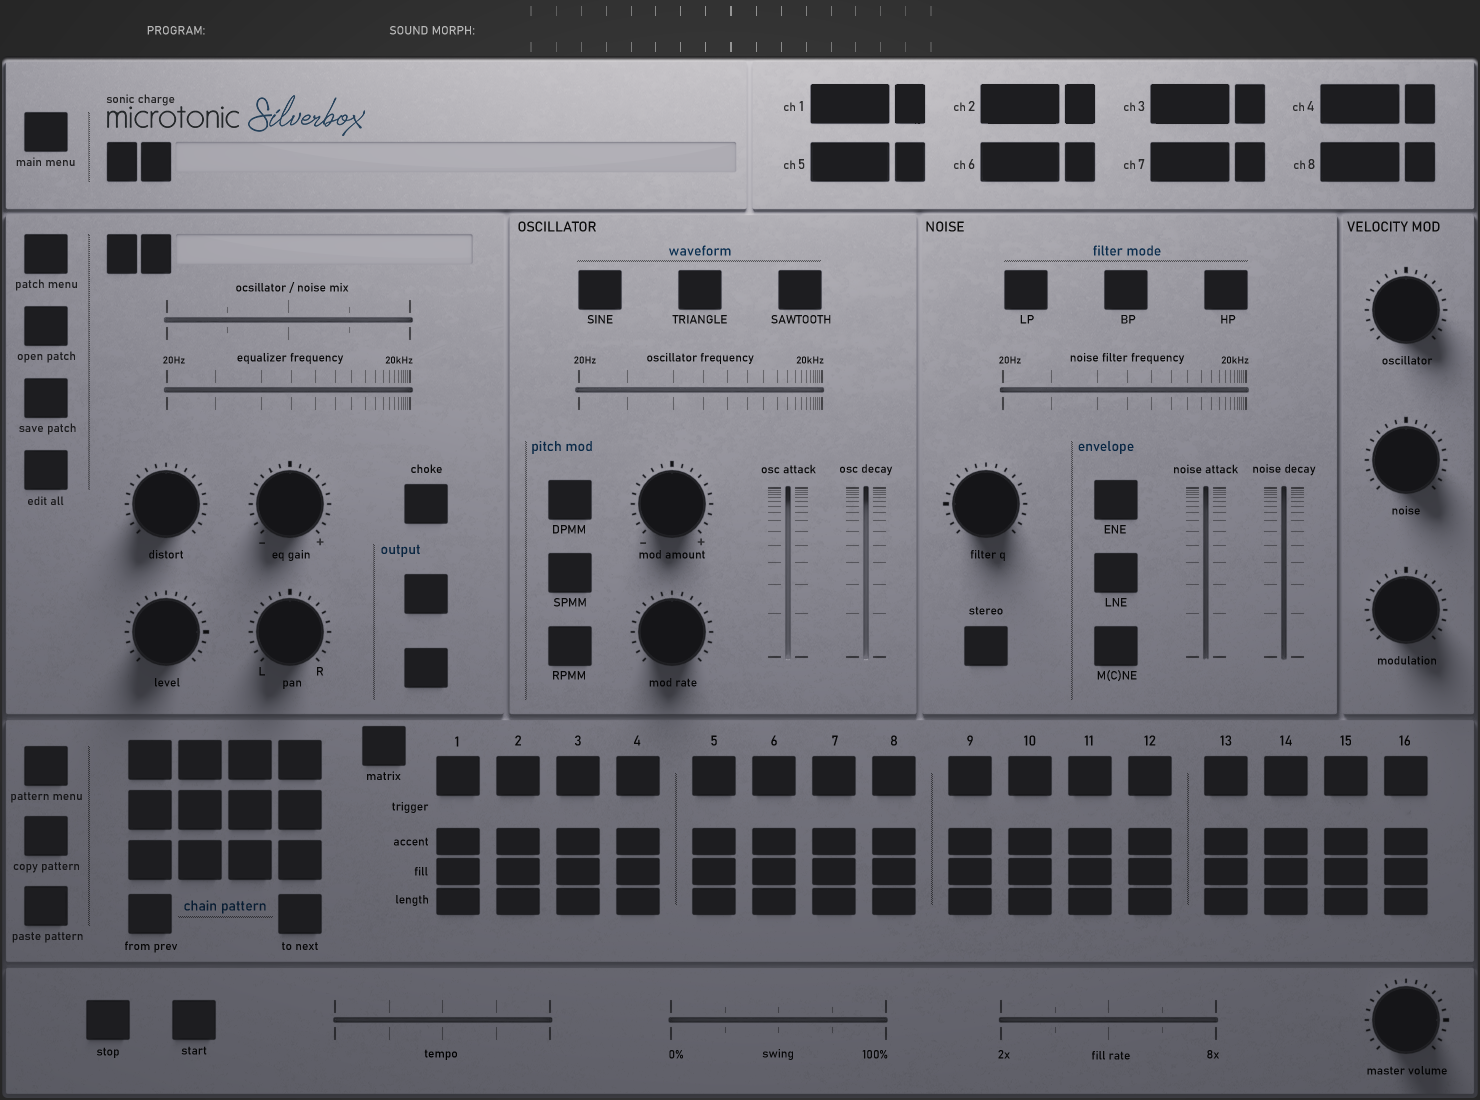 PROGRAM: SOUND MORPH:
sonic charge
microtonic Silverbox
main menu
ch 1 ch 2 ch 3 ch 4
ch 5 ch 6 ch 7 ch 8
patch menu
open patch
save patch
edit all
ocsillator / noise mix
20Hz equalizer frequency 20kHz
distort
− eq gain +
level
L pan R
choke
output
OSCILLATOR
waveform
SINE TRIANGLE SAWTOOTH
20Hz oscillator frequency 20kHz
pitch mod
DPMM
SPMM
RPMM
− mod amount +
mod rate
osc attack osc decay
NOISE
filter mode
LP BP HP
20Hz noise filter frequency 20kHz
filter q
stereo
envelope
ENE
LNE
M(C)NE
noise attack noise decay
VELOCITY MOD
oscillator
noise
modulation
pattern menu
copy pattern
paste pattern
chain pattern
from prev to next
matrix
1 2 3 4 5 6 7 8 9 10 11 12 13 14 15 16
trigger
accent
fill
length
stop start
tempo
0% swing 100%
2x fill rate 8x
master volume